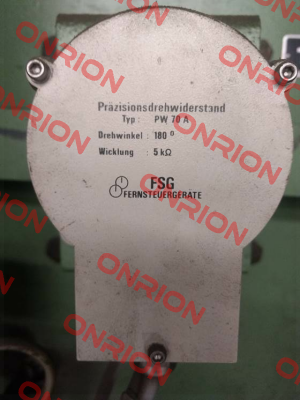 ONRION
Präzisionsdrehwiderstand
Typ: PW 70 A
Drehwinkel: 180°
Wicklung: 5 kΩ
FSG
FERNSTEUERGERÄTE
ONRION
ONRION
ONRION
ONRION
ONRION
ONRION